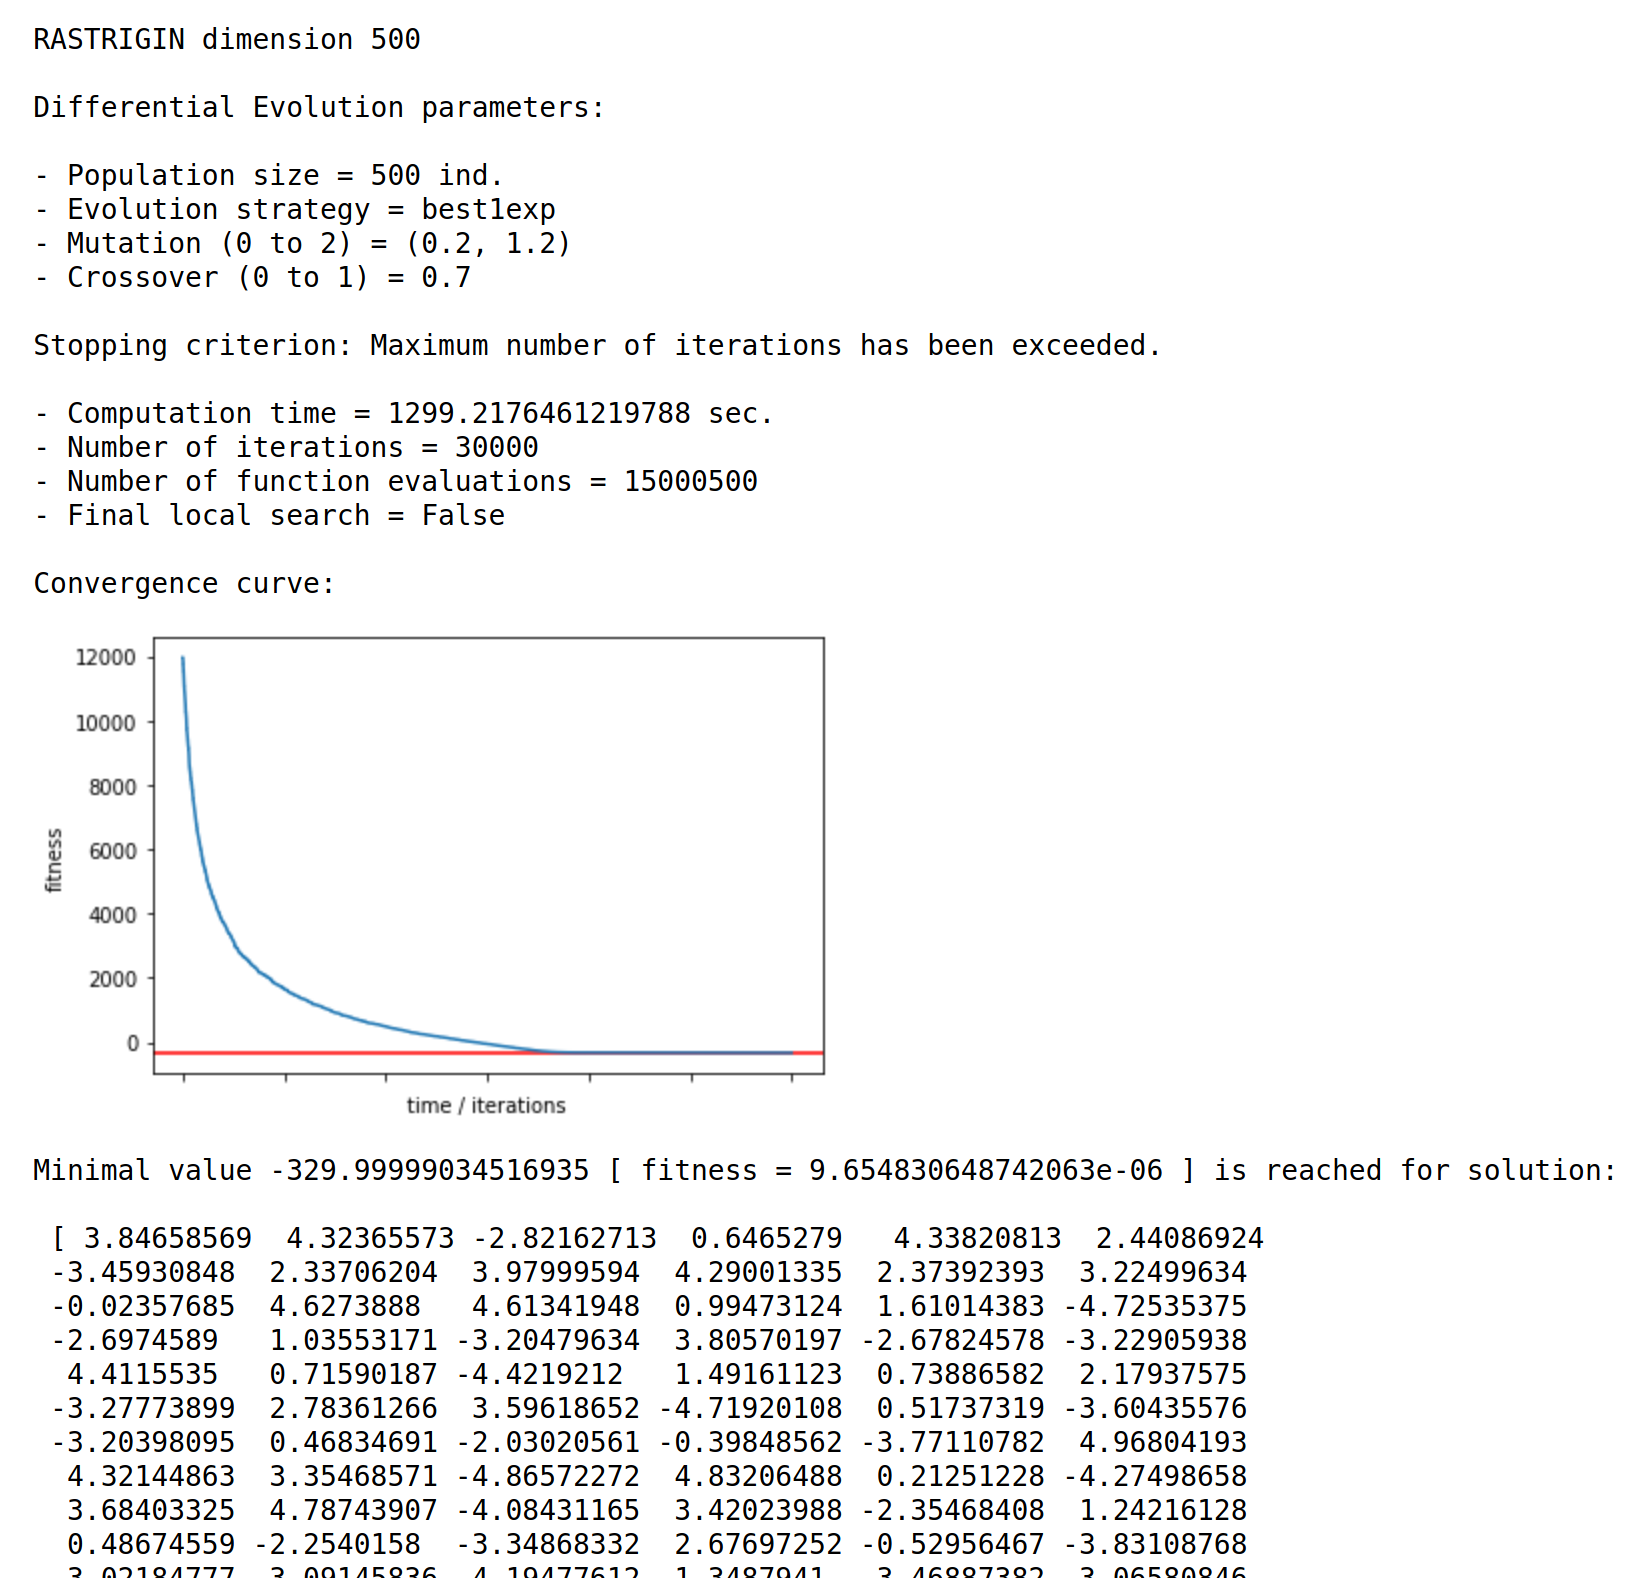 RASTRIGIN dimension 500
Differential Evolution parameters:
- Population size = 500 ind.
- Evolution strategy = best1exp
- Mutation (0 to 2) = (0.2, 1.2)
- Crossover (0 to 1) = 0.7
Stopping criterion: Maximum number of iterations has been exceeded.
- Computation time = 1299.2176461219788 sec.
- Number of iterations = 30000
- Number of function evaluations = 15000500
- Final local search = False
Convergence curve:
12000
10000
8000
6000
4000
2000
0
fitness
time / iterations
Minimal value -329.99999034516935 [ fitness = 9.654830648742063e-06 ] is reached for solution:
[ 3.84658569  4.32365573 -2.82162713  0.6465279   4.33820813  2.44086924
-3.45930848  2.33706204  3.97999594  4.29001335  2.37392393  3.22499634
-0.02357685  4.6273888   4.61341948  0.99473124  1.61014383 -4.72535375
-2.6974589   1.03553171 -3.20479634  3.80570197 -2.67824578 -3.22905938
4.4115535   0.71590187 -4.4219212   1.49161123  0.73886582  2.17937575
-3.27773899  2.78361266  3.59618652 -4.71920108  0.51737319 -3.60435576
-3.20398095  0.46834691 -2.03020561 -0.39848562 -3.77110782  4.96804193
4.32144863  3.35468571 -4.86572272  4.83206488  0.21251228 -4.27498658
3.68403325  4.78743907 -4.08431165  3.42023988 -2.35468408  1.24216128
0.48674559 -2.2540158  -3.34868332  2.67697252 -0.52956467 -3.83108768